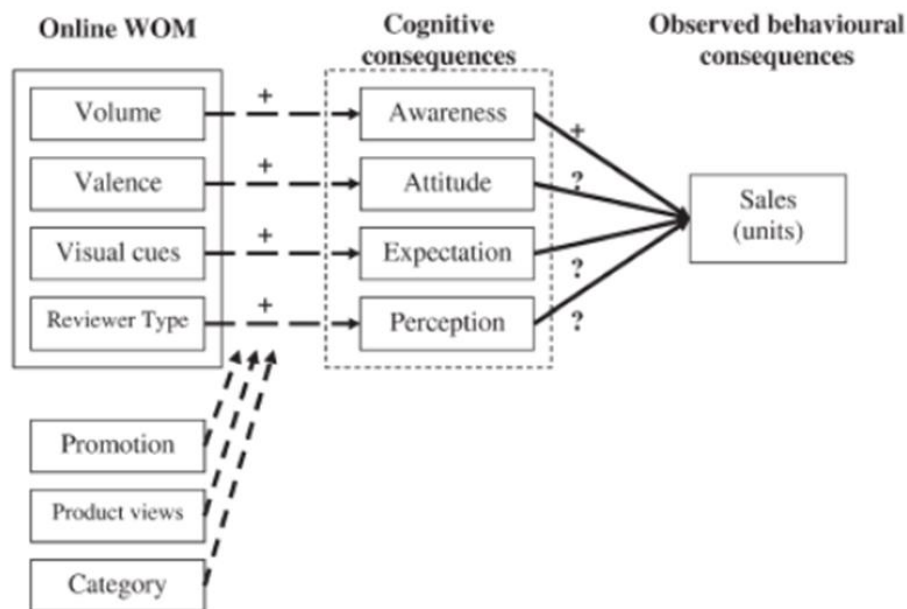 Online WOM
Cognitive
consequences
Observed behavioural
consequences
Volume
+
Awareness
+
Valence
+
Attitude
?
Sales
(units)
Visual cues
+
Expectation
?
Reviewer Type
+
Perception
?
Promotion
Product views
Category